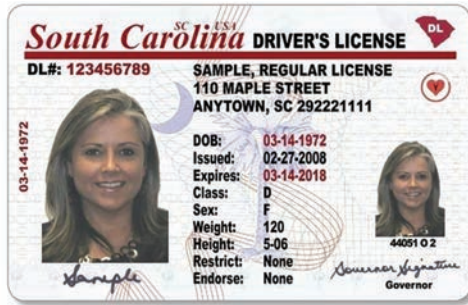 SC USA
South Carolina DRIVER'S LICENSE
DL
DL#: 123456789
SAMPLE, REGULAR LICENSE
110 MAPLE STREET
ANYTOWN, SC 292221111
03-14-1972
DOB: 03-14-1972
Issued: 02-27-2008
Expires: 03-14-2018
Class: D
Sex: F
Weight: 120
Height: 5-06
Restrict: None
Endorse: None
Sample
44051 0 2
Governor Signature
Governor